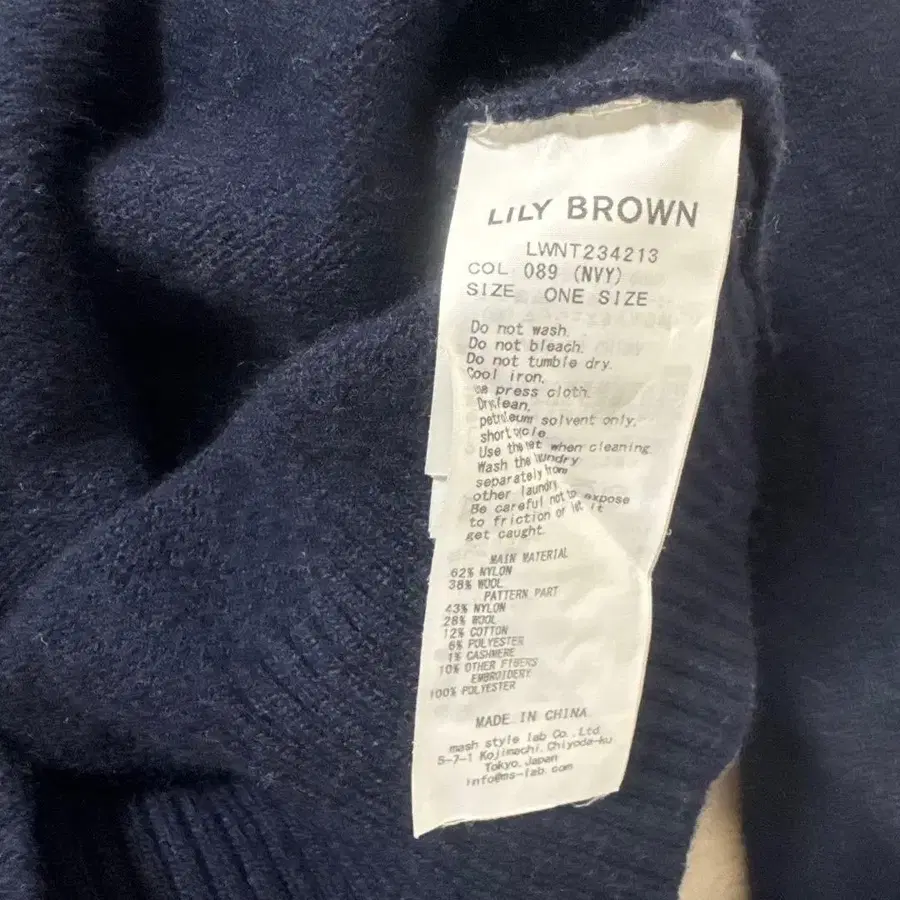 LILY BROWN
LWNT234213
COL 089 (NVY)
SIZE ONE SIZE
Do not wash.
Do not bleach.
Do not tumble dry.
Cool iron.
Use press cloth.
Dryclean,
petroleum solvent only,
short cycle
Use the net when cleaning
Wash the laundry
separately from
other laundry.
Be careful not to expose
to friction or let it
get caught.
MAIN MATERIAL
62% NYLON
38% WOOL
PATTERN PART
43% NYLON
28% WOOL
12% COTTON
6% POLYESTER
1% CASHMERE
10% OTHER FIBERS
EMBROIDERY
100% POLYESTER
MADE IN CHINA
mash style lab Co.,Ltd.
5-7-1 Kojimachi, Chiyoda-ku
Tokyo, Japan
info@ms-lab.com